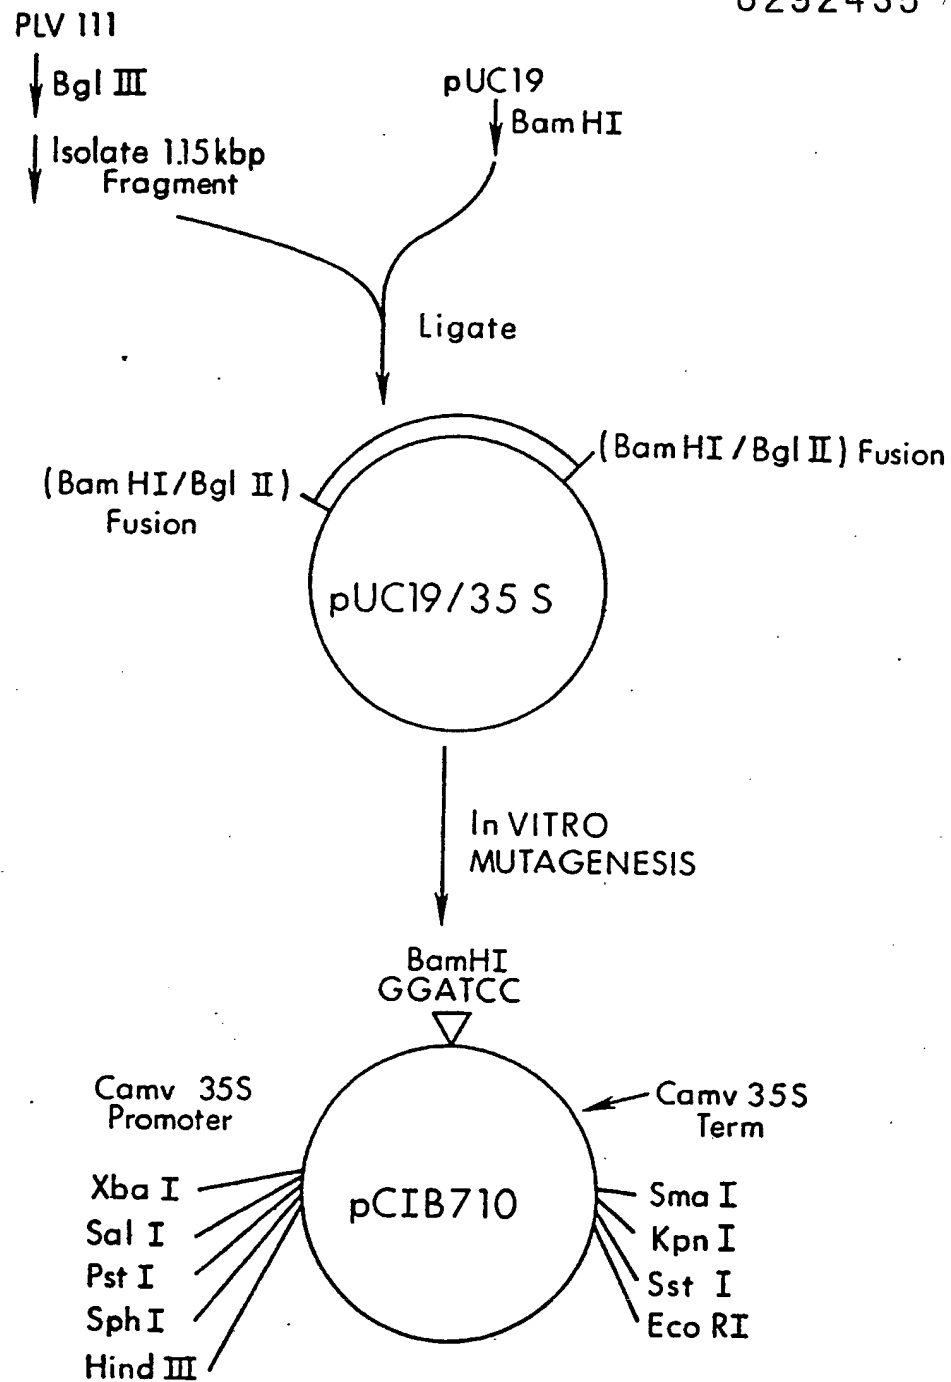 PLV 111
Bgl III
Isolate 1.15kbp
Fragment
pUC19
Bam HI
Ligate
(Bam HI/Bgl II)
Fusion
(Bam HI/Bgl II) Fusion
pUC19/35 S
In VITRO
MUTAGENESIS
BamHI
GGATCC
Camv 35S
Promoter
Camv 35S
Term
Xba I
Sal I
Pst I
Sph I
Hind III
pCIB710
Sma I
Kpn I
Sst I
Eco RI